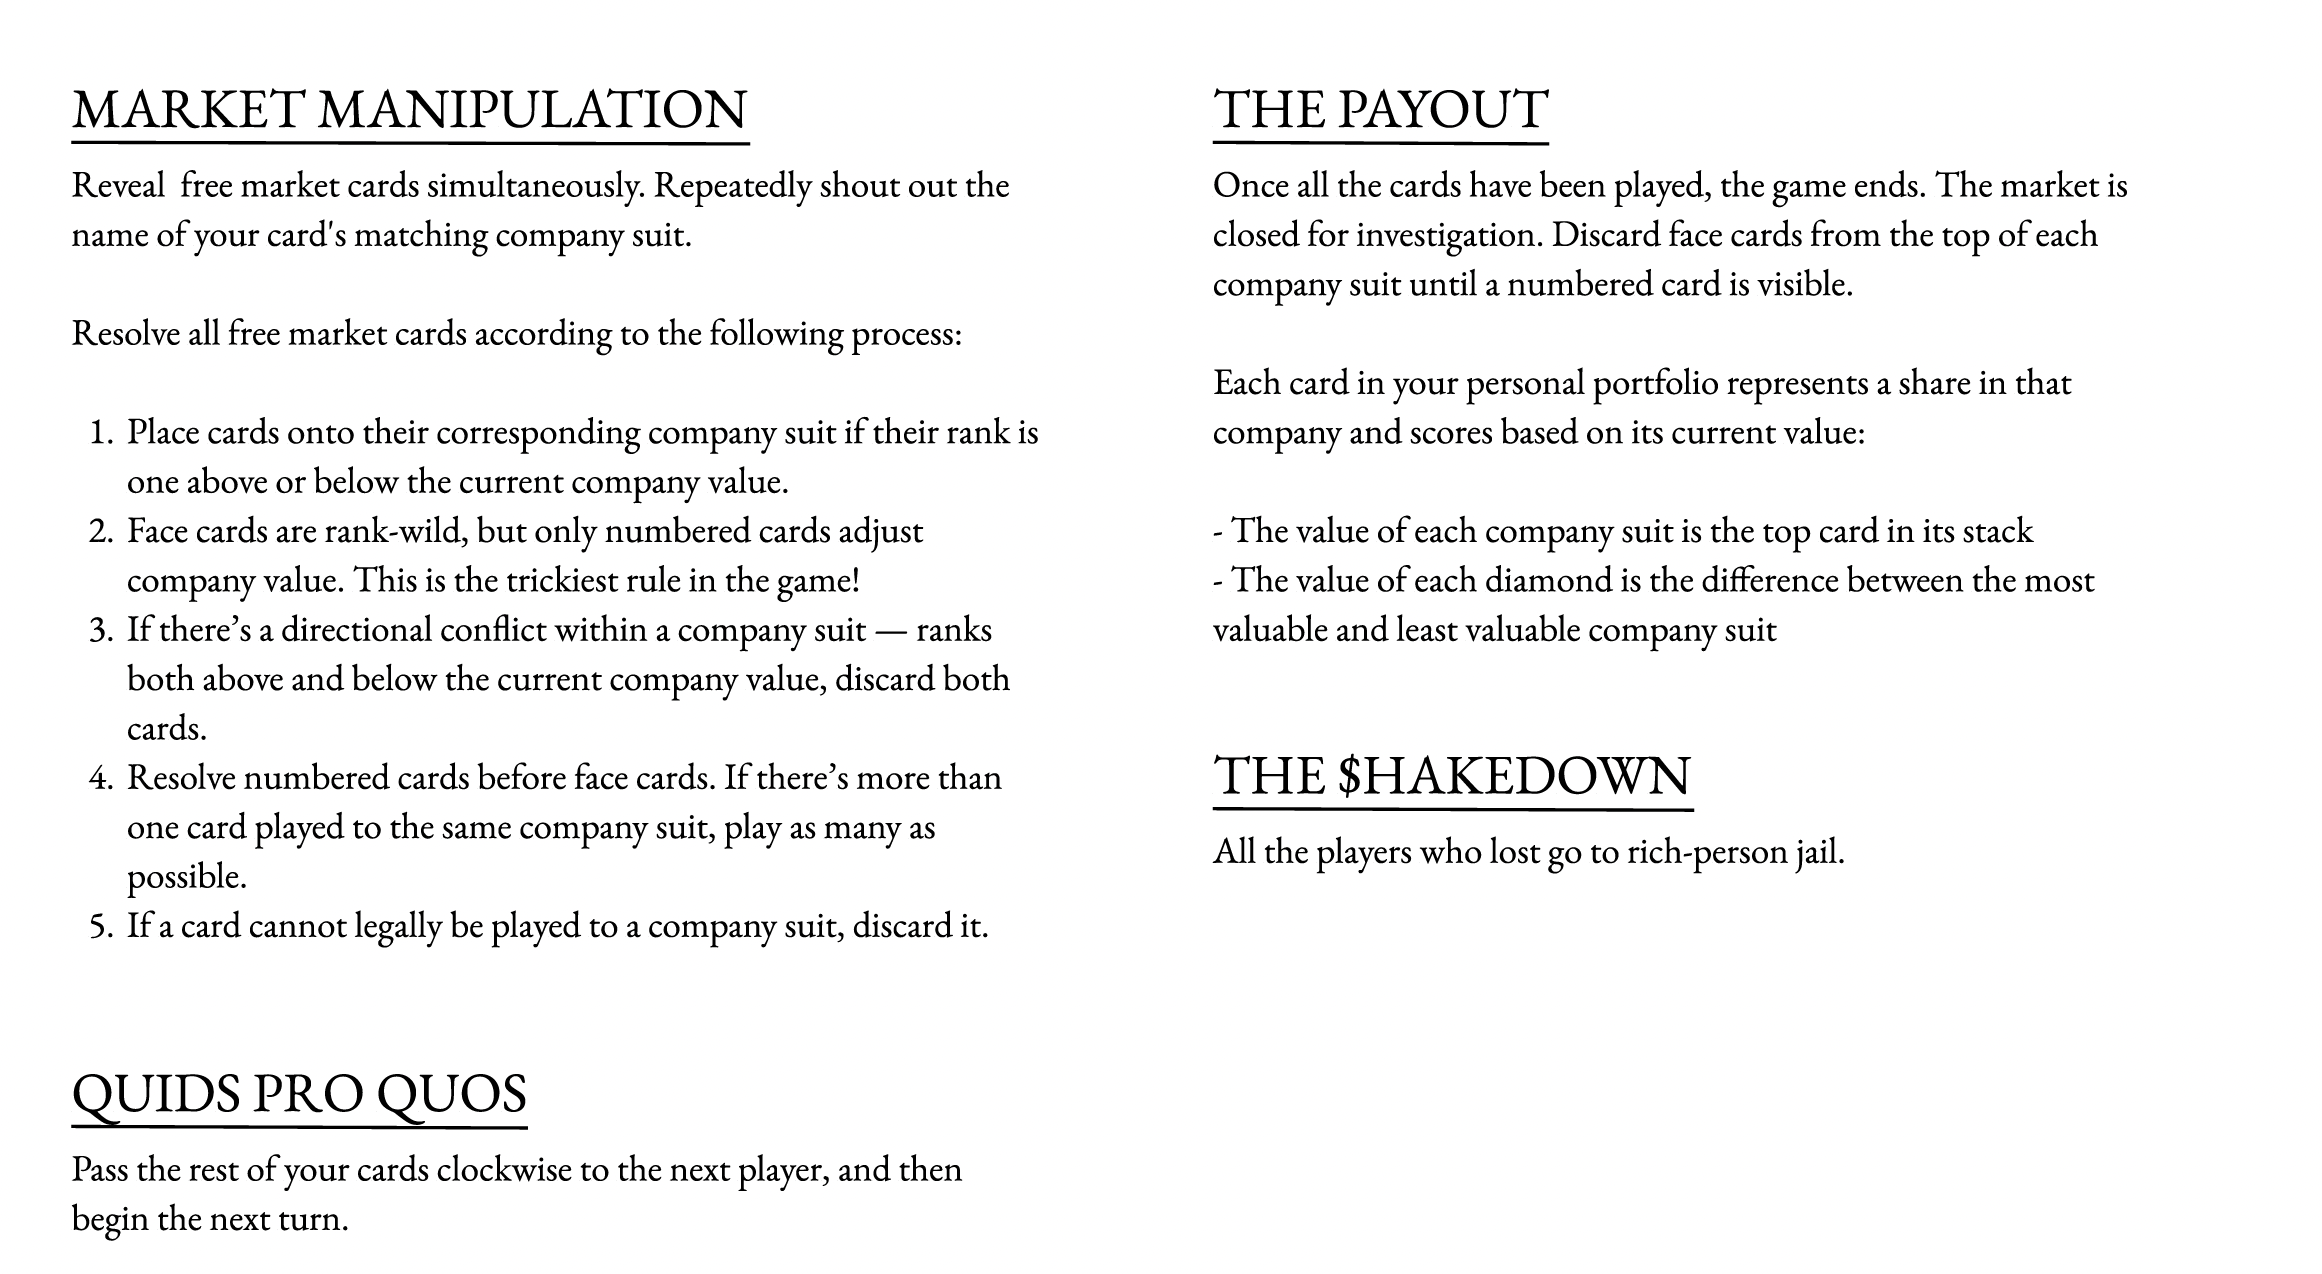 MARKET MANIPULATION
Reveal  free market cards simultaneously. Repeatedly shout out the
name of your card's matching company suit.
Resolve all free market cards according to the following process:
1. Place cards onto their corresponding company suit if their rank is
one above or below the current company value.
2. Face cards are rank-wild, but only numbered cards adjust
company value. This is the trickiest rule in the game!
3. If there’s a directional conflict within a company suit — ranks
both above and below the current company value, discard both
cards.
4. Resolve numbered cards before face cards. If there’s more than
one card played to the same company suit, play as many as
possible.
5. If a card cannot legally be played to a company suit, discard it.
QUIDS PRO QUOS
Pass the rest of your cards clockwise to the next player, and then
begin the next turn.
THE PAYOUT
Once all the cards have been played, the game ends. The market is
closed for investigation. Discard face cards from the top of each
company suit until a numbered card is visible.
Each card in your personal portfolio represents a share in that
company and scores based on its current value:
- The value of each company suit is the top card in its stack
- The value of each diamond is the difference between the most
valuable and least valuable company suit
THE $HAKEDOWN
All the players who lost go to rich-person jail.